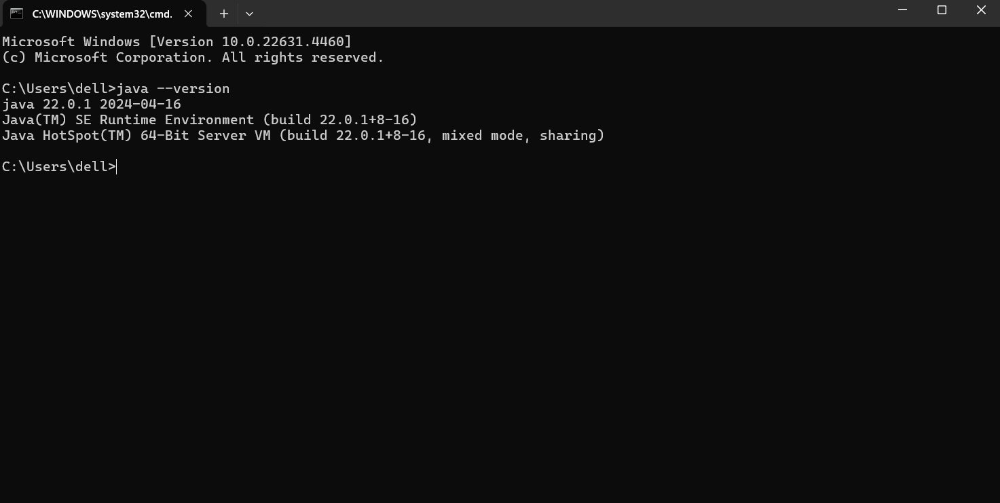 C:\WINDOWS\system32\cmd.
Microsoft Windows [Version 10.0.22631.4460]
(c) Microsoft Corporation. All rights reserved.
C:\Users\dell>java --version
java 22.0.1 2024-04-16
Java(TM) SE Runtime Environment (build 22.0.1+8-16)
Java HotSpot(TM) 64-Bit Server VM (build 22.0.1+8-16, mixed mode, sharing)
C:\Users\dell>